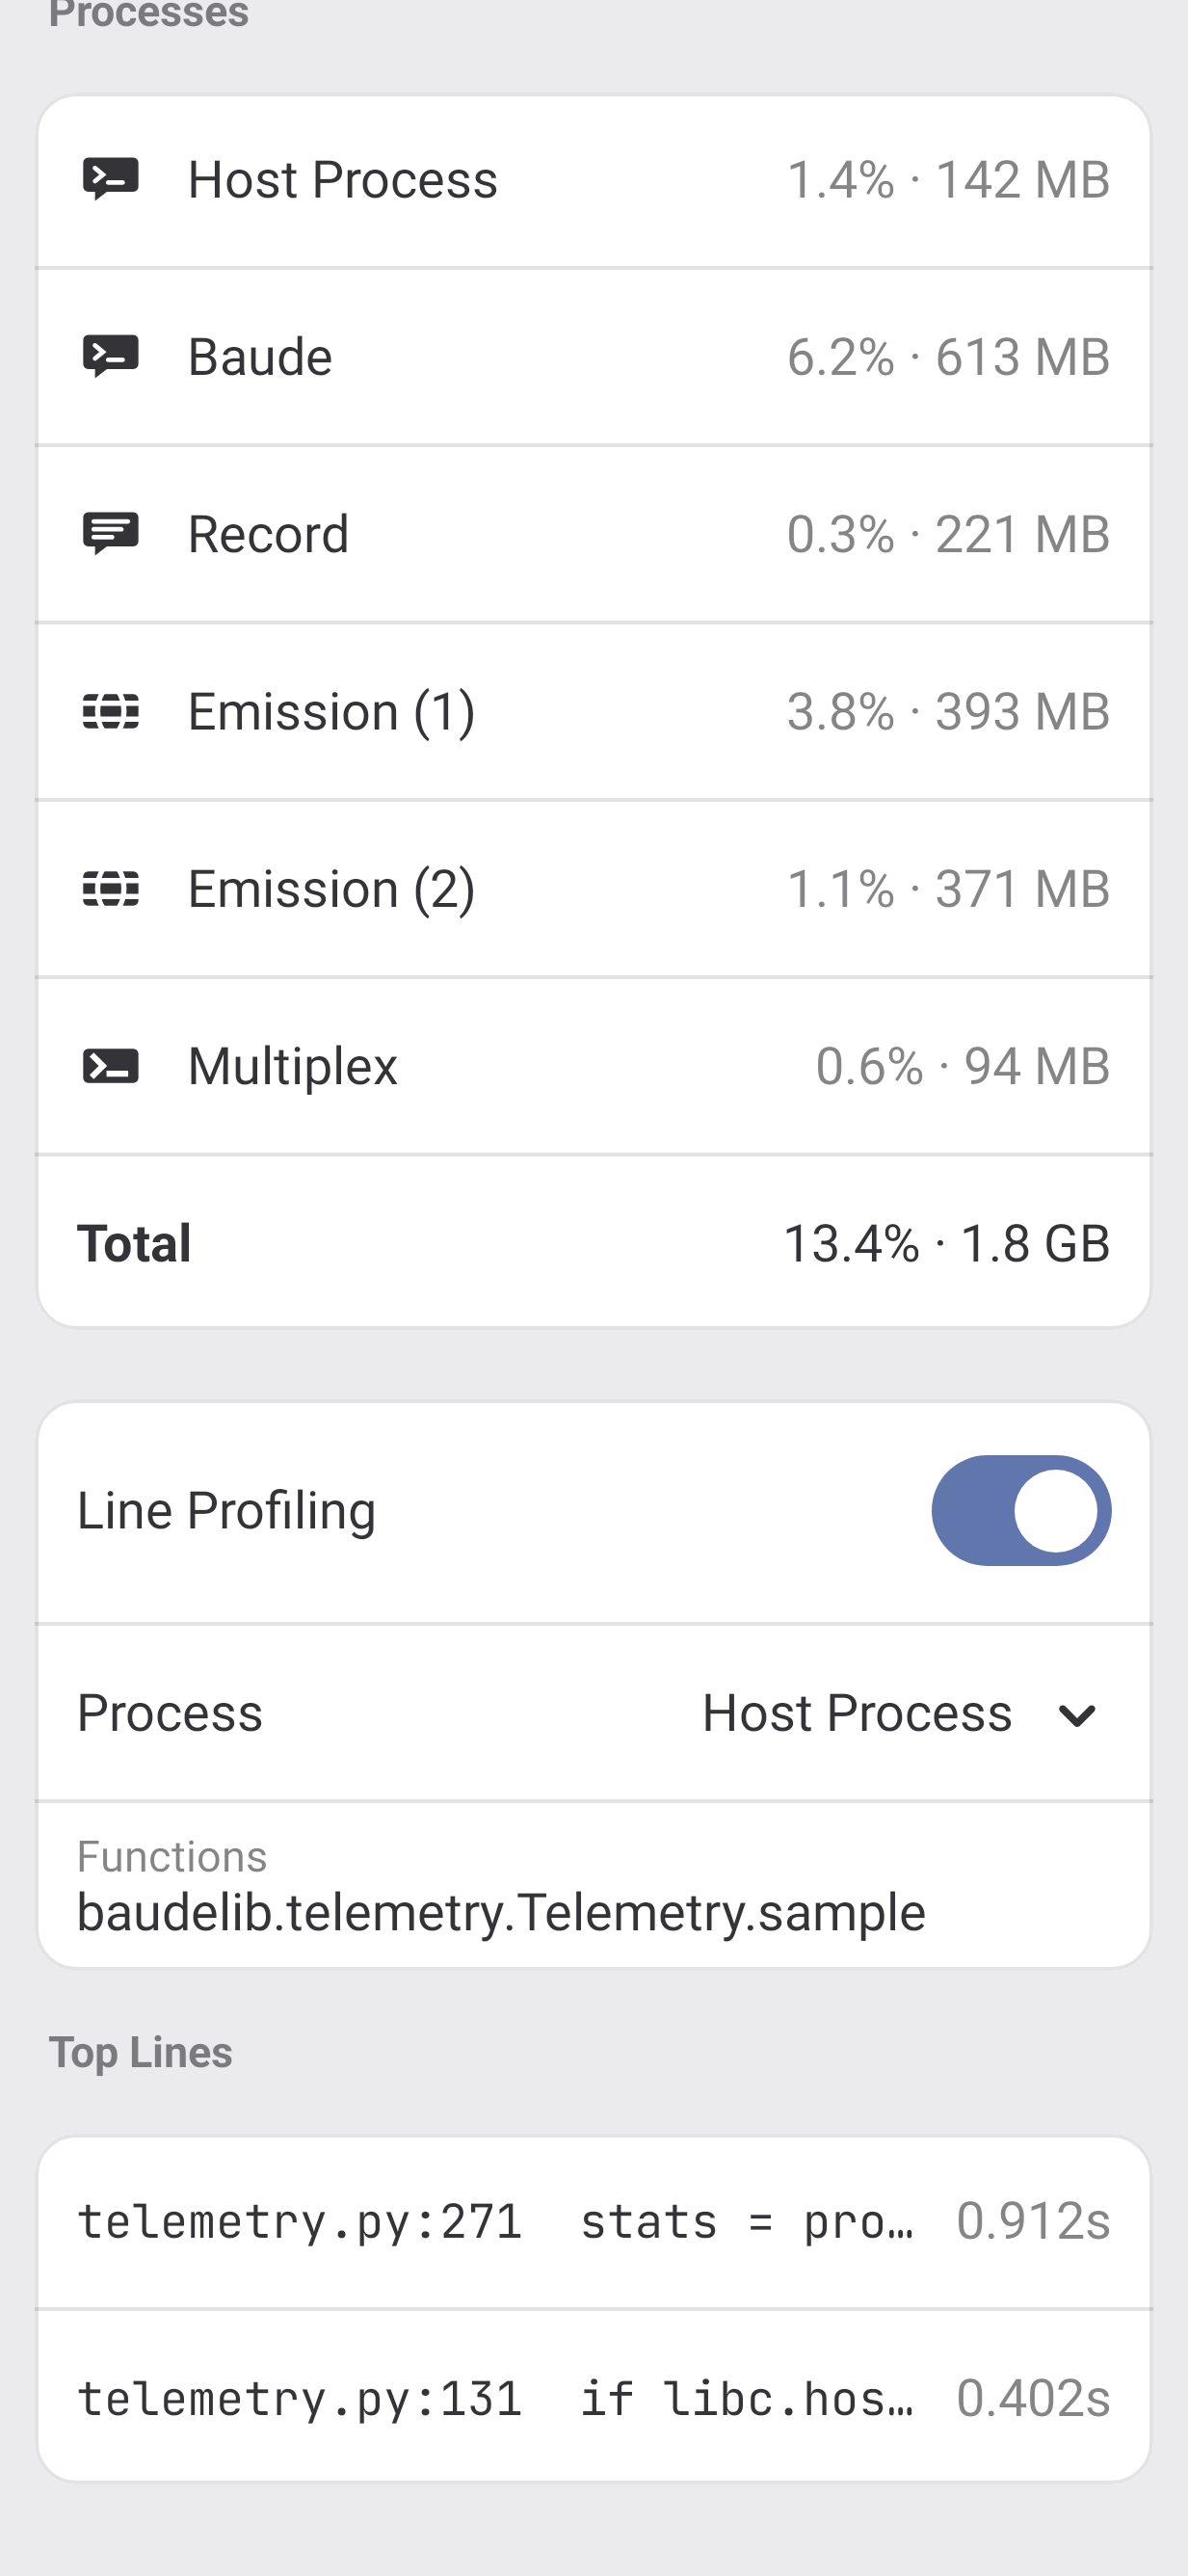 Processes
Host Process 1.4% · 142 MB
Baude 6.2% · 613 MB
Record 0.3% · 221 MB
Emission (1) 3.8% · 393 MB
Emission (2) 1.1% · 371 MB
Multiplex 0.6% · 94 MB
Total 13.4% · 1.8 GB
Line Profiling
Process Host Process
Functions
baudelib.telemetry.Telemetry.sample
Top Lines
telemetry.py:271 stats = pro… 0.912s
telemetry.py:131 if libc.hos… 0.402s